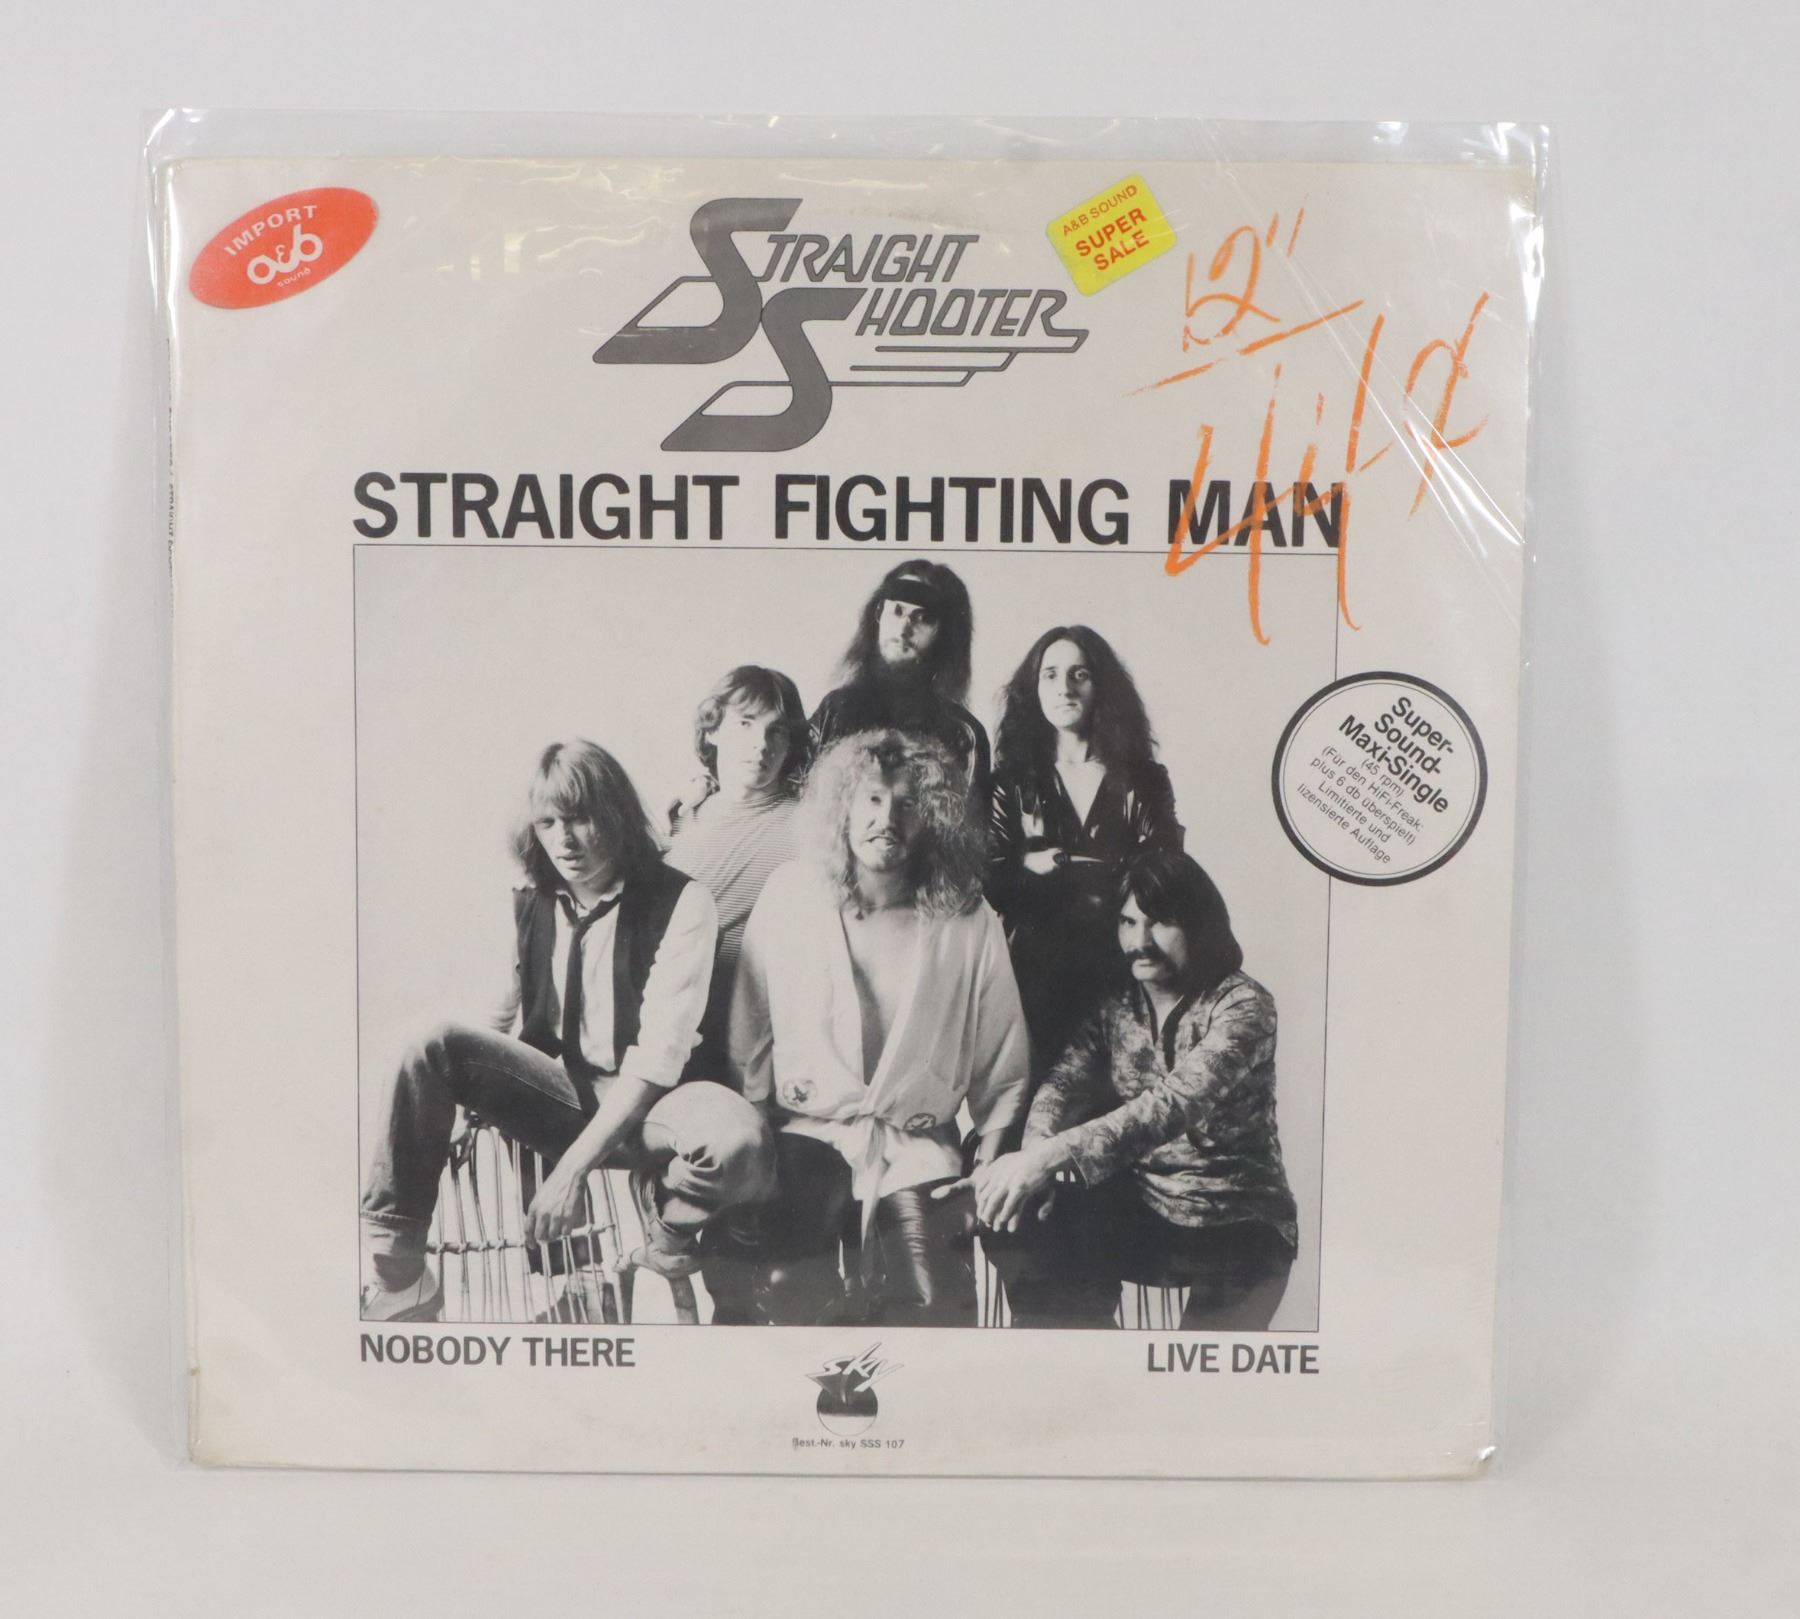 IMPORT
a&b
sound
STRAIGHT
SHOOTER
A&B SOUND
SUPER
SALE
12"
STRAIGHT FIGHTING MAN
Super-
Sound-
Maxi-Single
(45 rpm)
(Für den HiFi-Freak:
plus 6 db überspielt)
Limitierte und
lizensierte Auflage
NOBODY THERE
LIVE DATE
sky
Best.-Nr. sky SSS 107